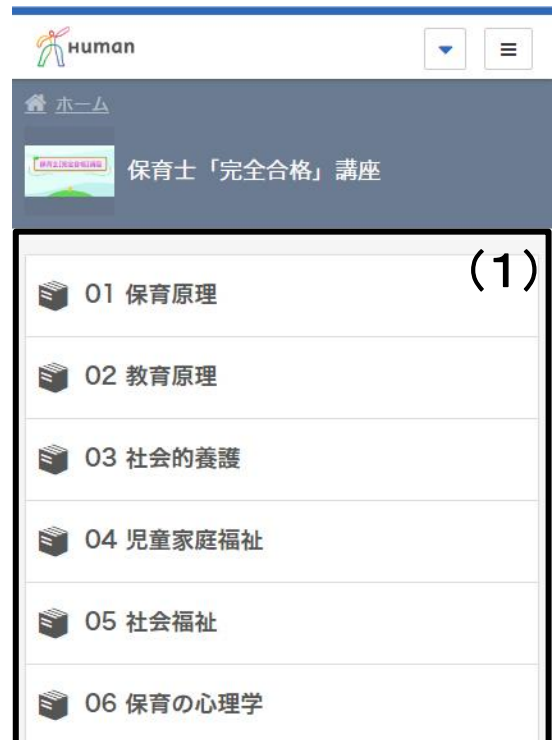 Human
ホーム
保育士「完全合格」講座
(1)
01 保育原理
02 教育原理
03 社会的養護
04 児童家庭福祉
05 社会福祉
06 保育の心理学